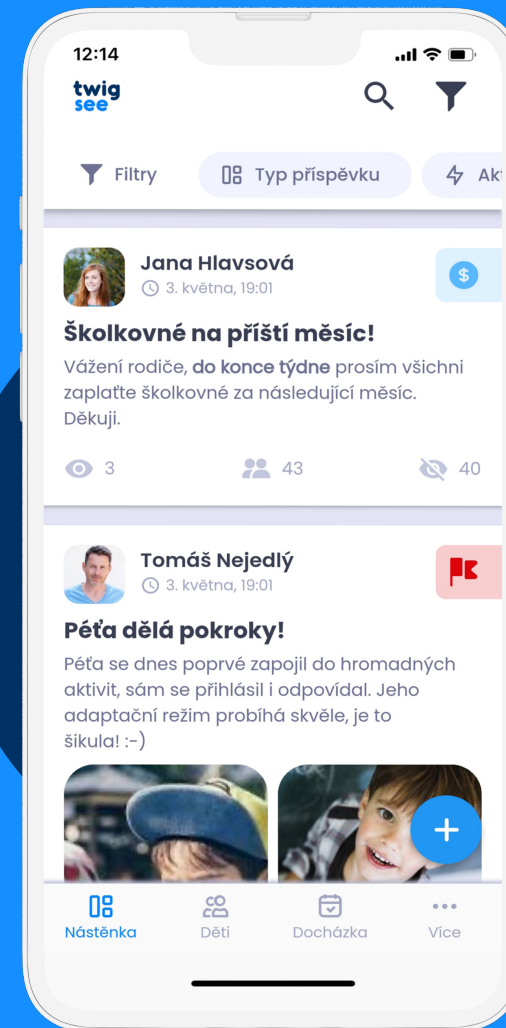 12:14
twig
see
Filtry
Typ příspěvku
Jana Hlavsová
3. května, 19:01
$
Školkovné na příští měsíc!
Vážení rodiče, do konce týdne prosím všichni
zaplaťte školkovné za následující měsíc.
Děkuji.
3
43
40
Tomáš Nejedlý
3. května, 19:01
Péťa dělá pokroky!
Péťa se dnes poprvé zapojil do hromadných
aktivit, sám se přihlásil i odpovídal. Jeho
adaptační režim probíhá skvěle, je to
šikula! :-)
Nástěnka
Děti
Docházka
Více